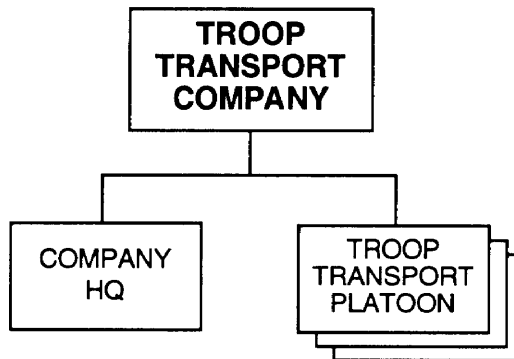 TROOP
TRANSPORT
COMPANY
COMPANY
HQ
TROOP
TRANSPORT
PLATOON